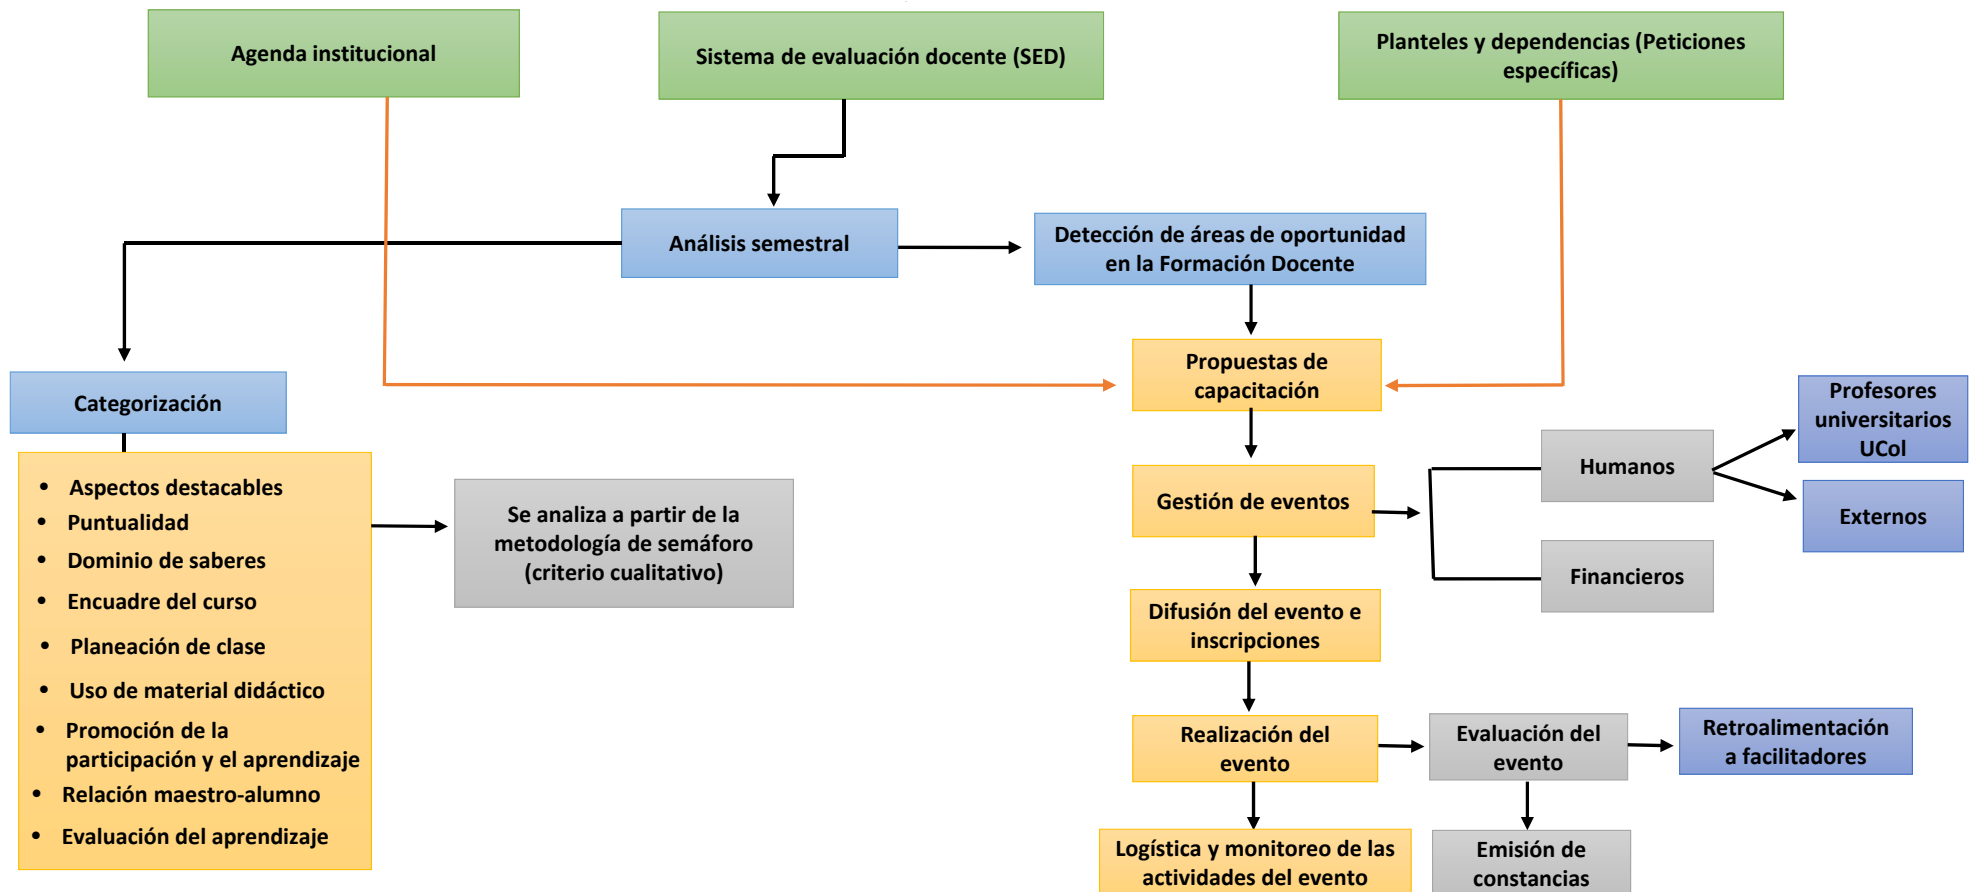 Agenda institucional
Sistema de evaluación docente (SED)
Planteles y dependencias (Peticiones
específicas)
Análisis semestral
Detección de áreas de oportunidad
en la Formación Docente
Categorización
Propuestas de
capacitación
Profesores
universitarios
UCol
Humanos
Externos
Gestión de eventos
Financieros
• Aspectos destacables
• Puntualidad
• Dominio de saberes
• Encuadre del curso
• Planeación de clase
• Uso de material didáctico
• Promoción de la
participación y el aprendizaje
• Relación maestro-alumno
• Evaluación del aprendizaje
Se analiza a partir de la
metodología de semáforo
(criterio cualitativo)
Difusión del evento e
inscripciones
Realización del
evento
Evaluación del
evento
Retroalimentación
a facilitadores
Logística y monitoreo de las
actividades del evento
Emisión de
constancias